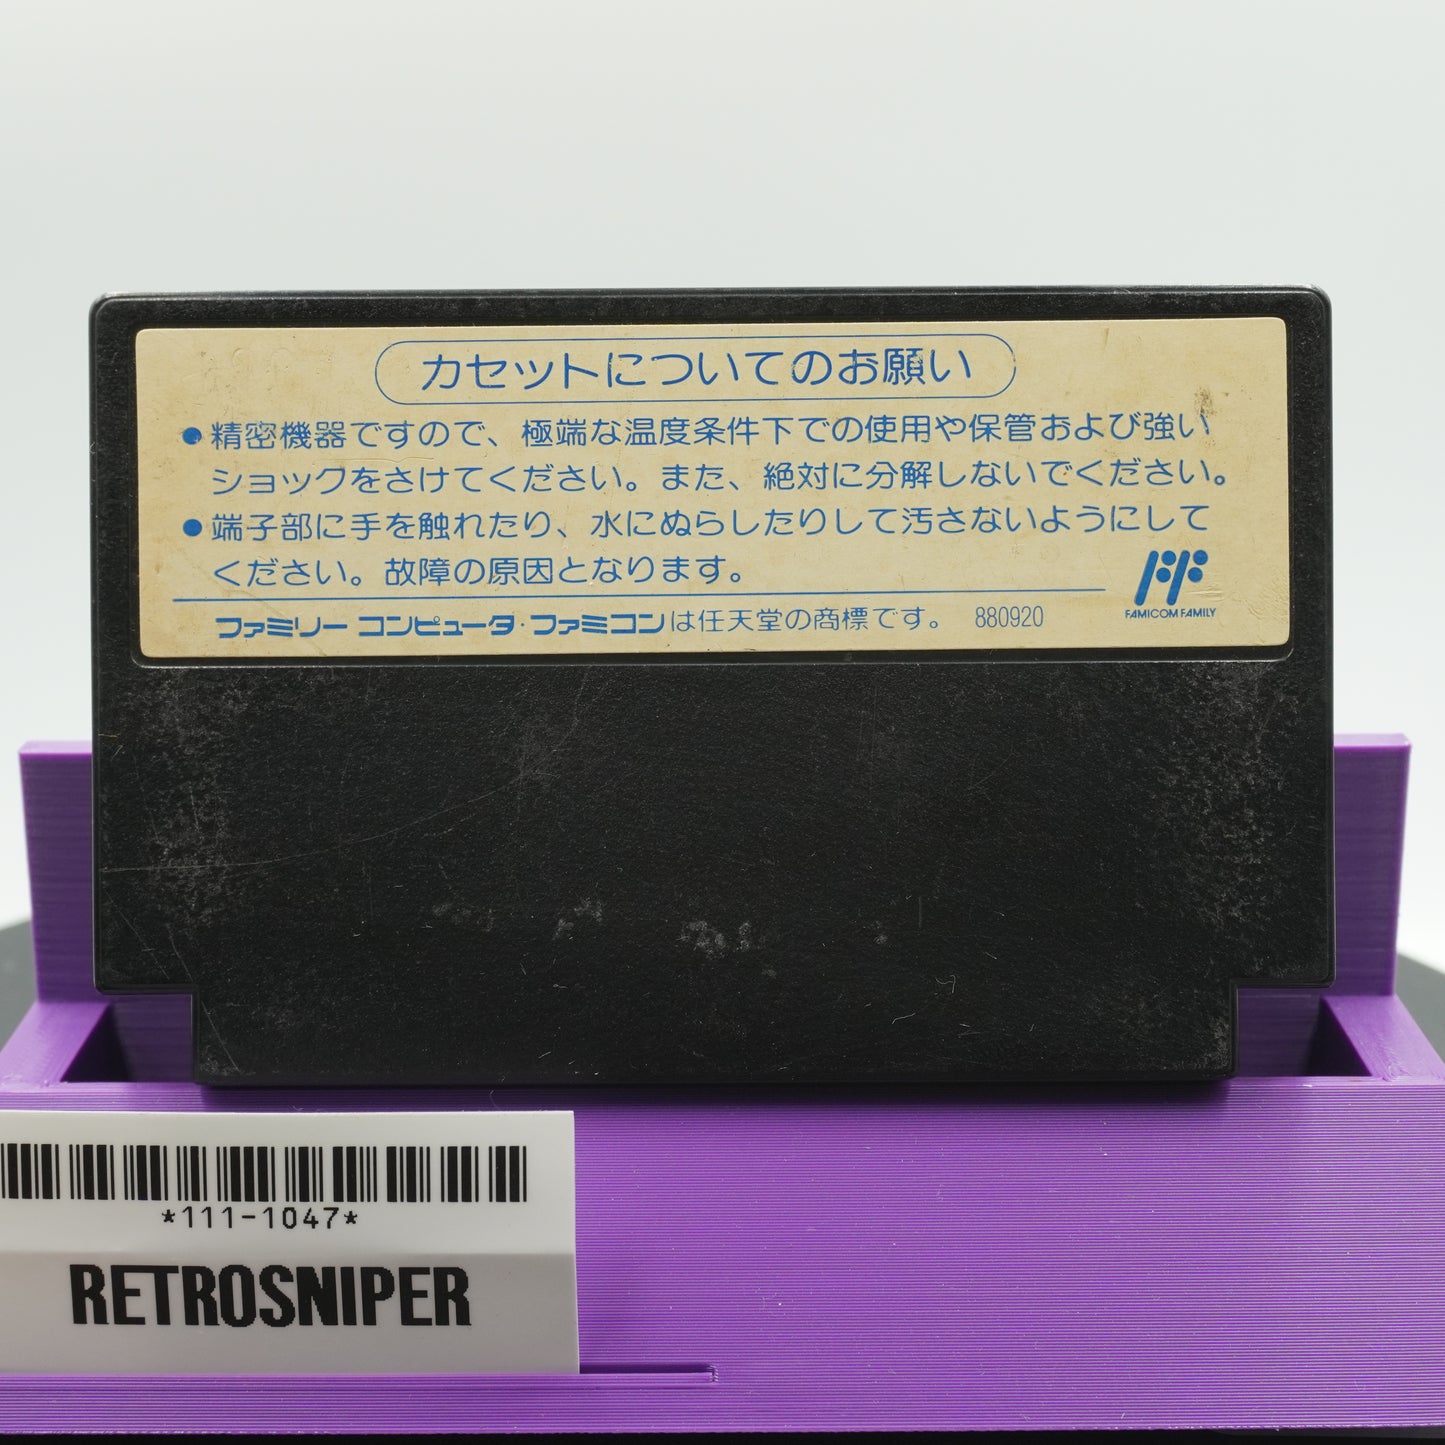 カセットについてのお願い
●精密機器ですので、極端な温度条件下での使用や保管および強い
ショックをさけてください。また、絶対に分解しないでください。
●端子部に手を触れたり、水にぬらしたりして汚さないようにして
ください。故障の原因となります。
FAMICOM FAMILY
ファミリー コンピュータ・ファミコンは任天堂の商標です。 880920
*111-1047*
RETROSNIPER